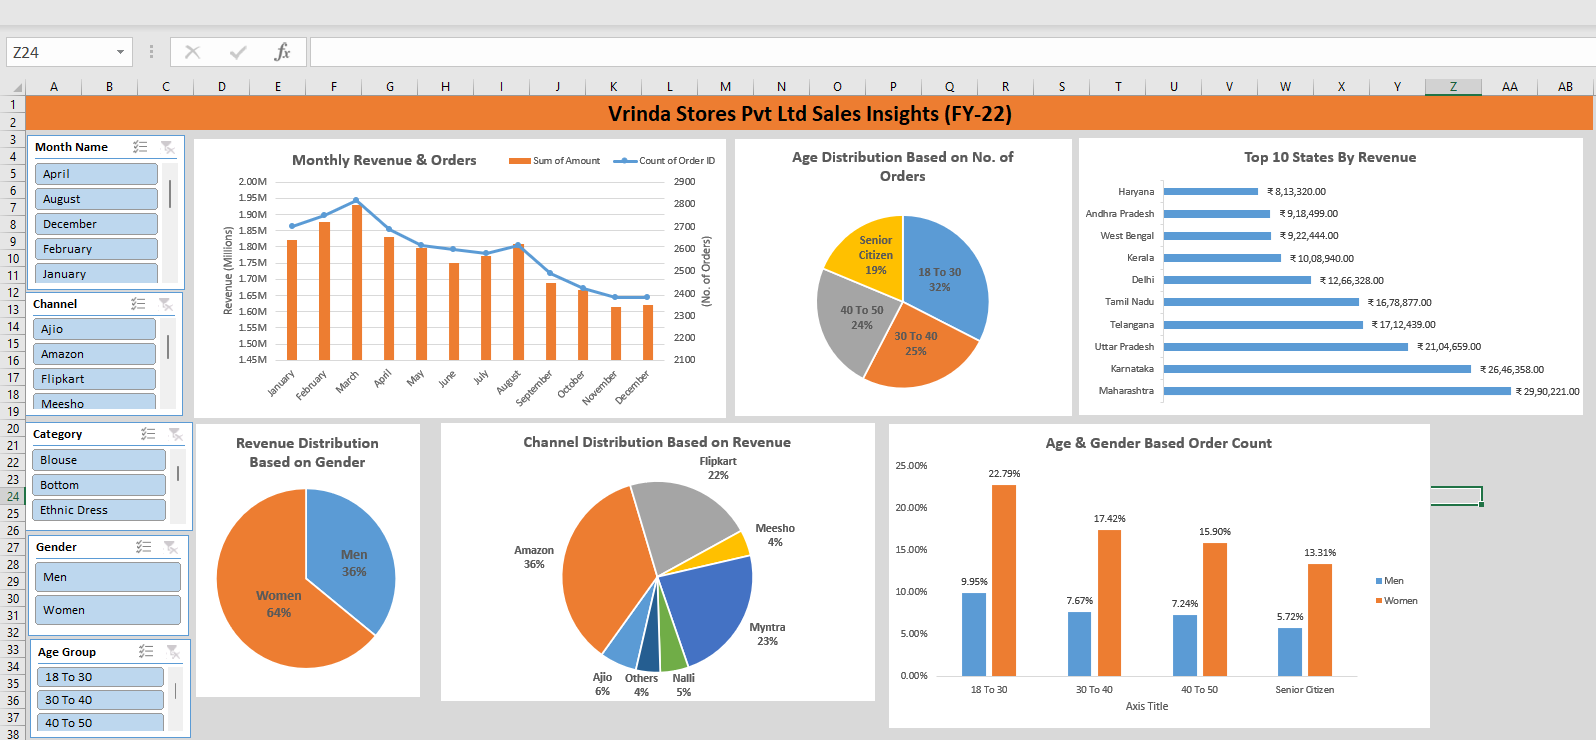 Z24
fx
A B C D E F G H I J K L M N O P Q R S T U V W X Y Z AA AB
1
2
3
4
5
6
7
8
9
10
11
12
13
14
15
16
17
18
19
20
21
22
23
24
25
26
27
28
29
30
31
32
33
34
35
36
37
38
Vrinda Stores Pvt Ltd Sales Insights (FY-22)
Month Name
April
August
December
February
January
Channel
Ajio
Amazon
Flipkart
Meesho
Category
Blouse
Bottom
Ethnic Dress
Gender
Men
Women
Age Group
18 To 30
30 To 40
40 To 50
Monthly Revenue & Orders
Sum of Amount
Count of Order ID
Revenue (Millions)
2.00M
1.95M
1.90M
1.85M
1.80M
1.75M
1.70M
1.65M
1.60M
1.55M
1.50M
1.45M
2900
2800
2700
2600
2500
2400
2300
2200
2100
(No. of Orders)
January
February
March
April
May
June
July
August
September
October
November
December
Age Distribution Based on No. of
Orders
Senior
Citizen
19%
18 To 30
32%
40 To 50
24%
30 To 40
25%
Top 10 States By Revenue
Haryana ₹ 8,13,320.00
Andhra Pradesh ₹ 9,18,499.00
West Bengal ₹ 9,22,444.00
Kerala ₹ 10,08,940.00
Delhi ₹ 12,66,328.00
Tamil Nadu ₹ 16,78,877.00
Telangana ₹ 17,12,439.00
Uttar Pradesh ₹ 21,04,659.00
Karnataka ₹ 26,46,358.00
Maharashtra ₹ 29,90,221.00
Revenue Distribution
Based on Gender
Men
36%
Women
64%
Channel Distribution Based on Revenue
Flipkart
22%
Meesho
4%
Amazon
36%
Myntra
23%
Ajio
6%
Others
4%
Nalli
5%
Age & Gender Based Order Count
25.00%
20.00%
15.00%
10.00%
5.00%
0.00%
9.95%
22.79%
7.67%
17.42%
7.24%
15.90%
5.72%
13.31%
18 To 30
30 To 40
40 To 50
Senior Citizen
Axis Title
Men
Women